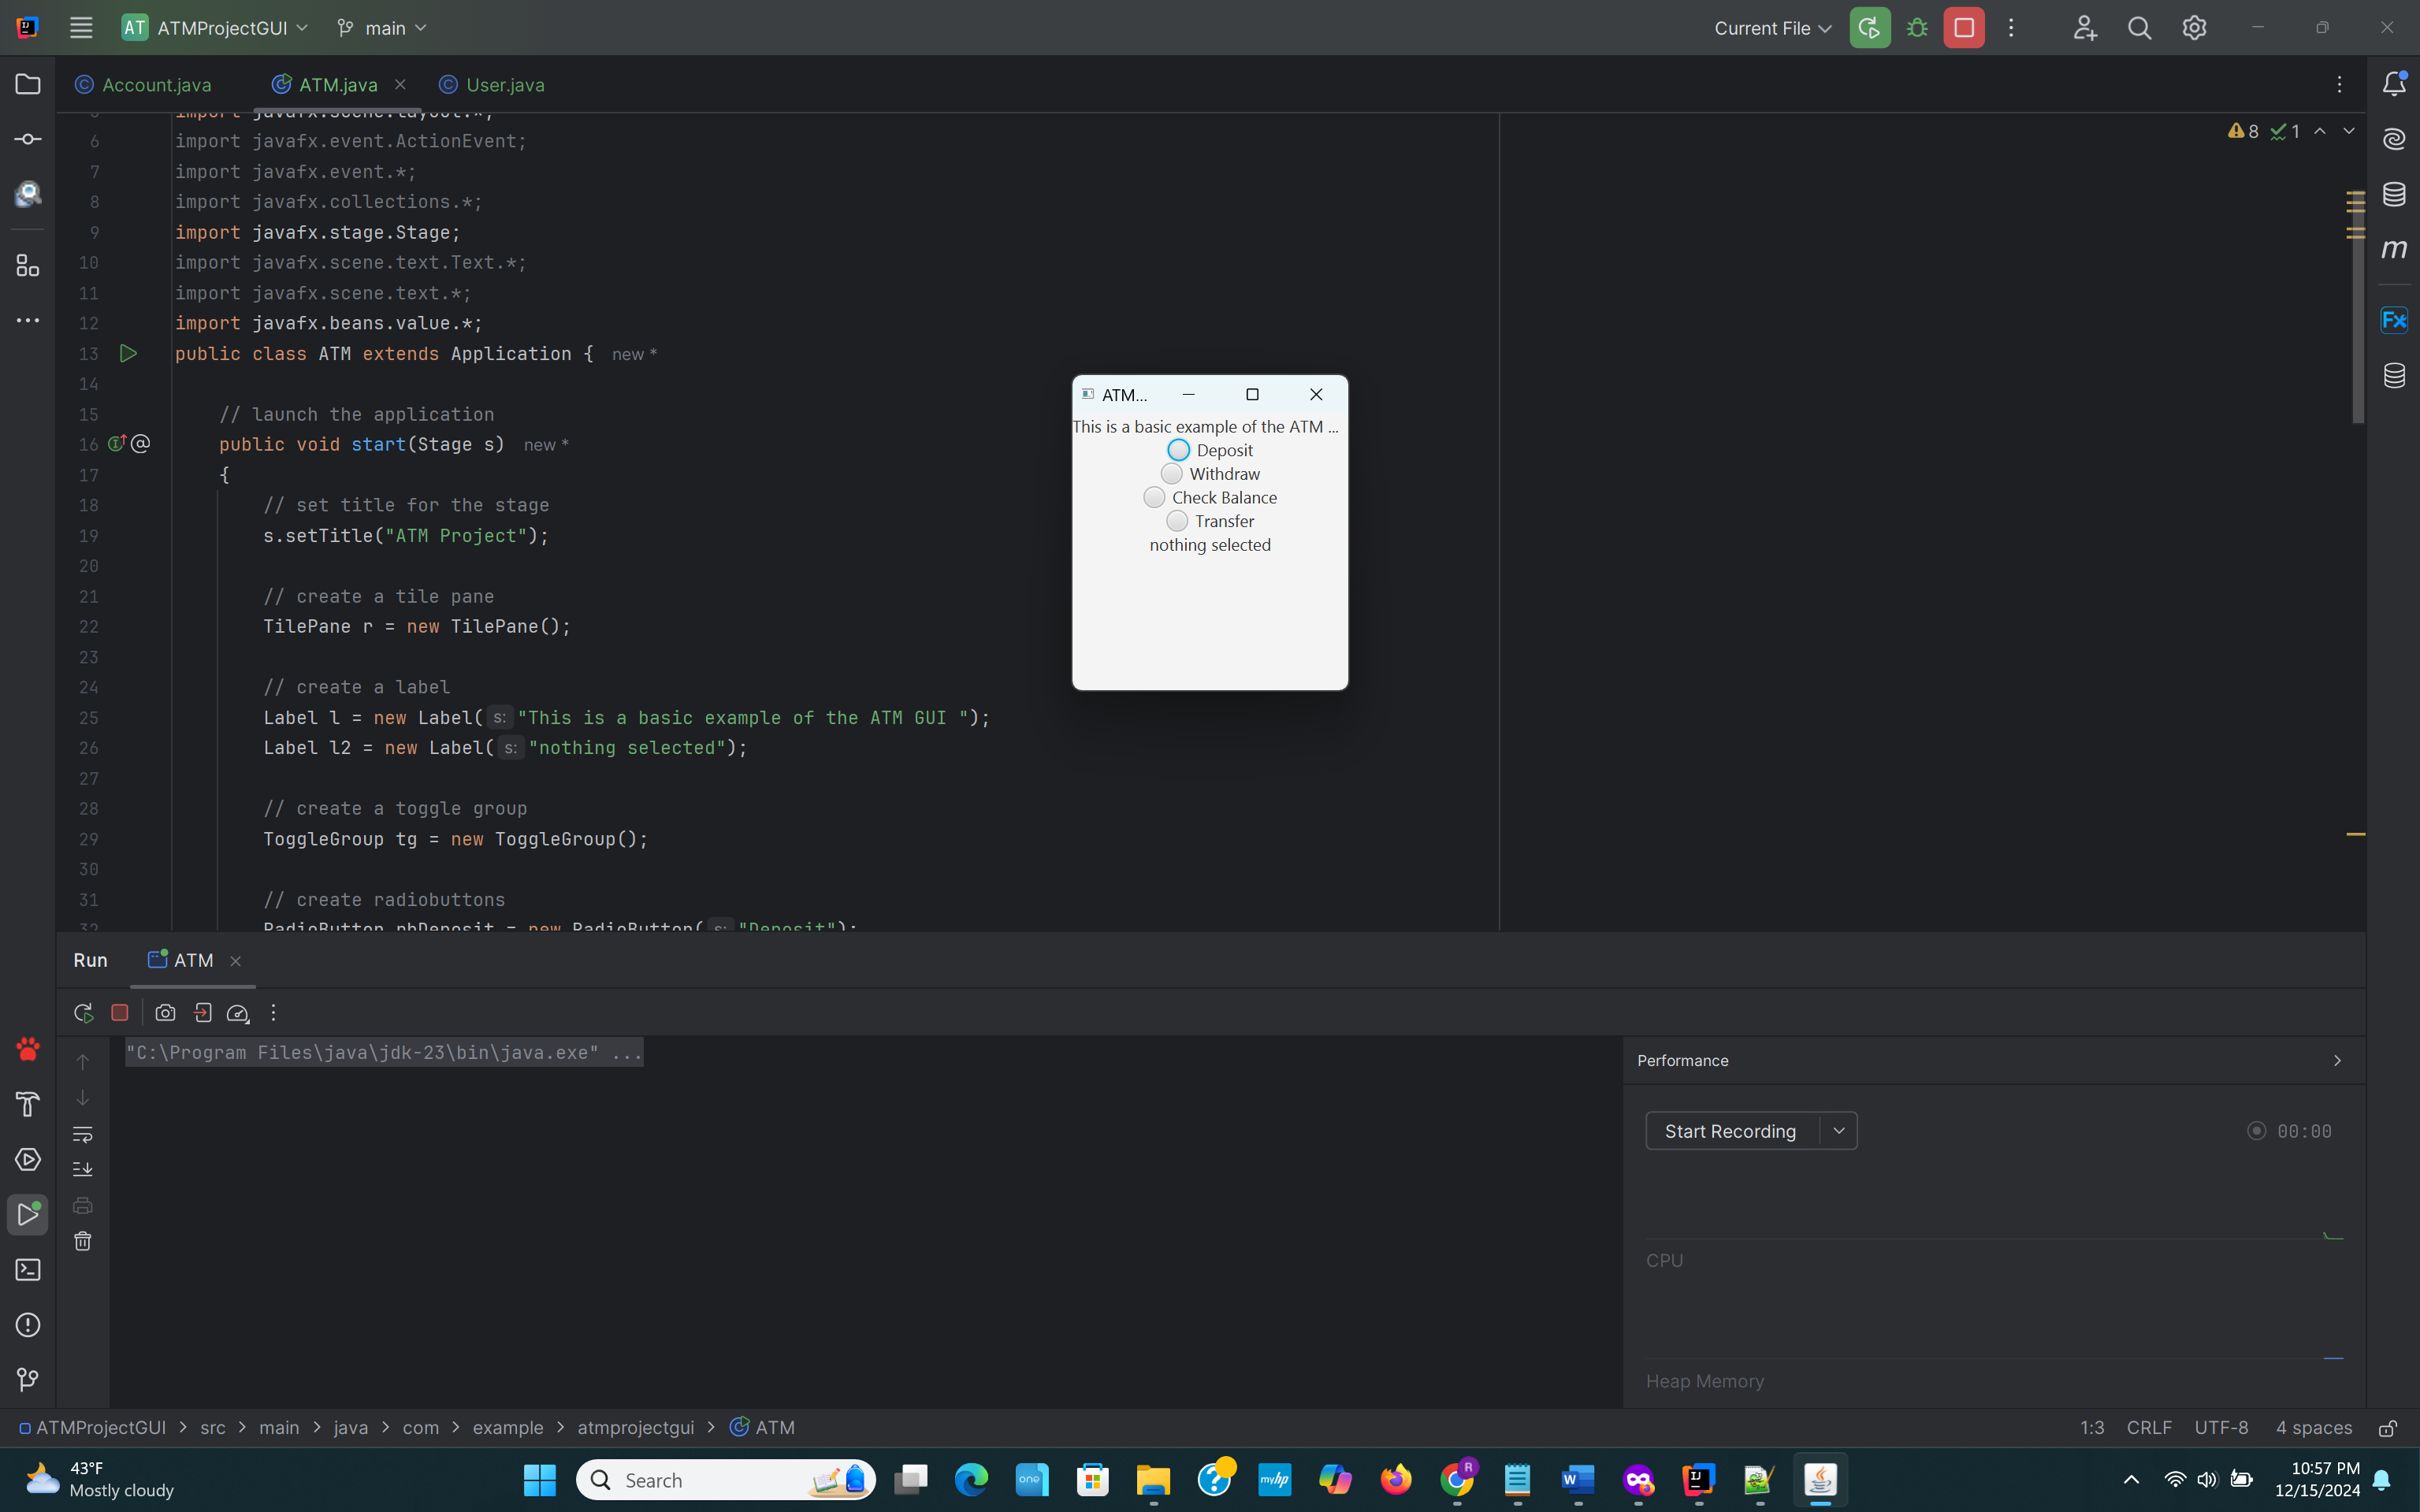 AT ATMProjectGUI main Current File
Account.java ATM.java User.java
8 1
5 import javafx.scene.layout.*;
6 import javafx.event.ActionEvent;
7 import javafx.event.*;
8 import javafx.collections.*;
9 import javafx.stage.Stage;
10 import javafx.scene.text.Text.*;
11 import javafx.scene.text.*;
12 import javafx.beans.value.*;
13 public class ATM extends Application { new *
14
15 // launch the application
16 public void start(Stage s) new *
17 {
18 // set title for the stage
19 s.setTitle("ATM Project");
20
21 // create a tile pane
22 TilePane r = new TilePane();
23
24 // create a label
25 Label l = new Label( s: "This is a basic example of the ATM GUI ");
26 Label l2 = new Label( s: "nothing selected");
27
28 // create a toggle group
29 ToggleGroup tg = new ToggleGroup();
30
31 // create radiobuttons
32 RadioButton rbDeposit = new RadioButton( s: "Deposit");
ATM...
This is a basic example of the ATM ...
Deposit
Withdraw
Check Balance
Transfer
nothing selected
Run ATM
"C:\Program Files\java\jdk-23\bin\java.exe" ...
Performance
Start Recording 00:00
CPU
Heap Memory
ATMProjectGUI > src > main > java > com > example > atmprojectgui > ATM 1:3 CRLF UTF-8 4 spaces
43°F
Mostly cloudy
Search
one
myhp
R
10:57 PM
12/15/2024